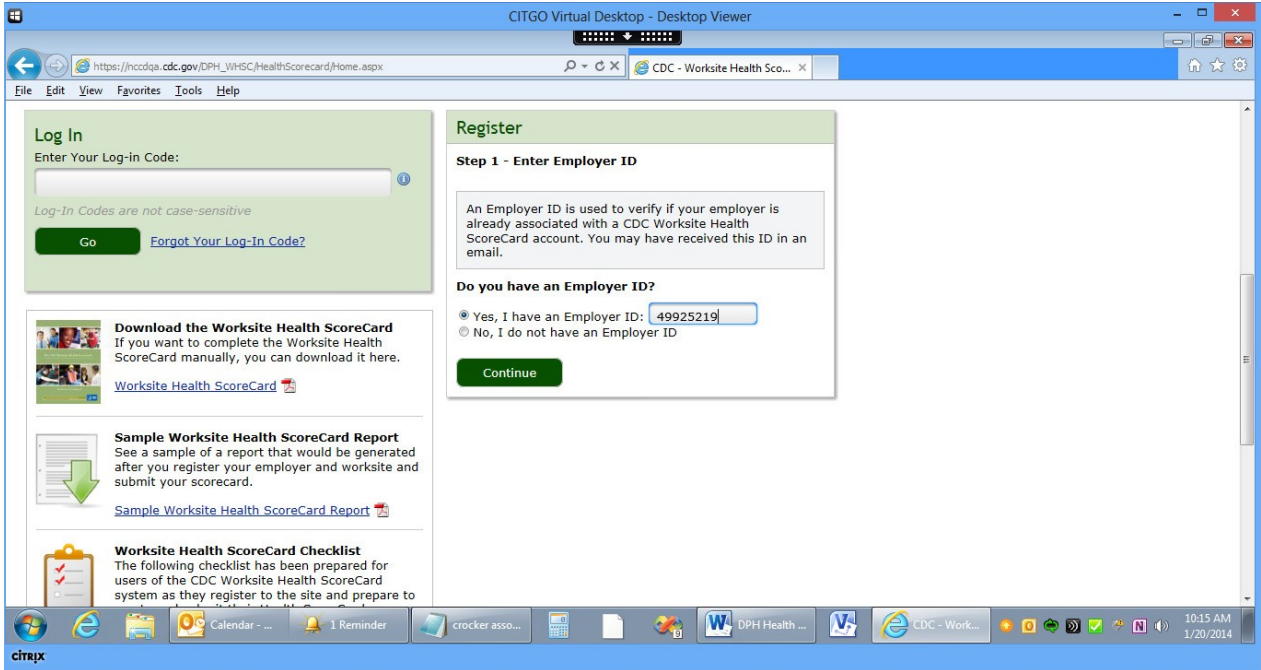 CITGO Virtual Desktop - Desktop Viewer
https://nccdqa.cdc.gov/DPH_WHSC/HealthScorecard/Home.aspx
CDC - Worksite Health Sco...
File Edit View Favorites Tools Help
Log In
Enter Your Log-in Code:
Log-In Codes are not case-sensitive
Go
Forgot Your Log-In Code?
Download the Worksite Health ScoreCard
If you want to complete the Worksite Health
ScoreCard manually, you can download it here.
Worksite Health ScoreCard
Sample Worksite Health ScoreCard Report
See a sample of a report that would be generated
after you register your employer and worksite and
submit your scorecard.
Sample Worksite Health ScoreCard Report
Worksite Health ScoreCard Checklist
The following checklist has been prepared for
users of the CDC Worksite Health ScoreCard
system as they register to the site and prepare to
Register
Step 1 - Enter Employer ID
An Employer ID is used to verify if your employer is
already associated with a CDC Worksite Health
ScoreCard account. You may have received this ID in an
email.
Do you have an Employer ID?
Yes, I have an Employer ID: 49925219
No, I do not have an Employer ID
Continue
Calendar - ...
1 Reminder
crocker asso...
9
DPH Health ...
CDC - Work...
10:15 AM
1/20/2014
CITRIX